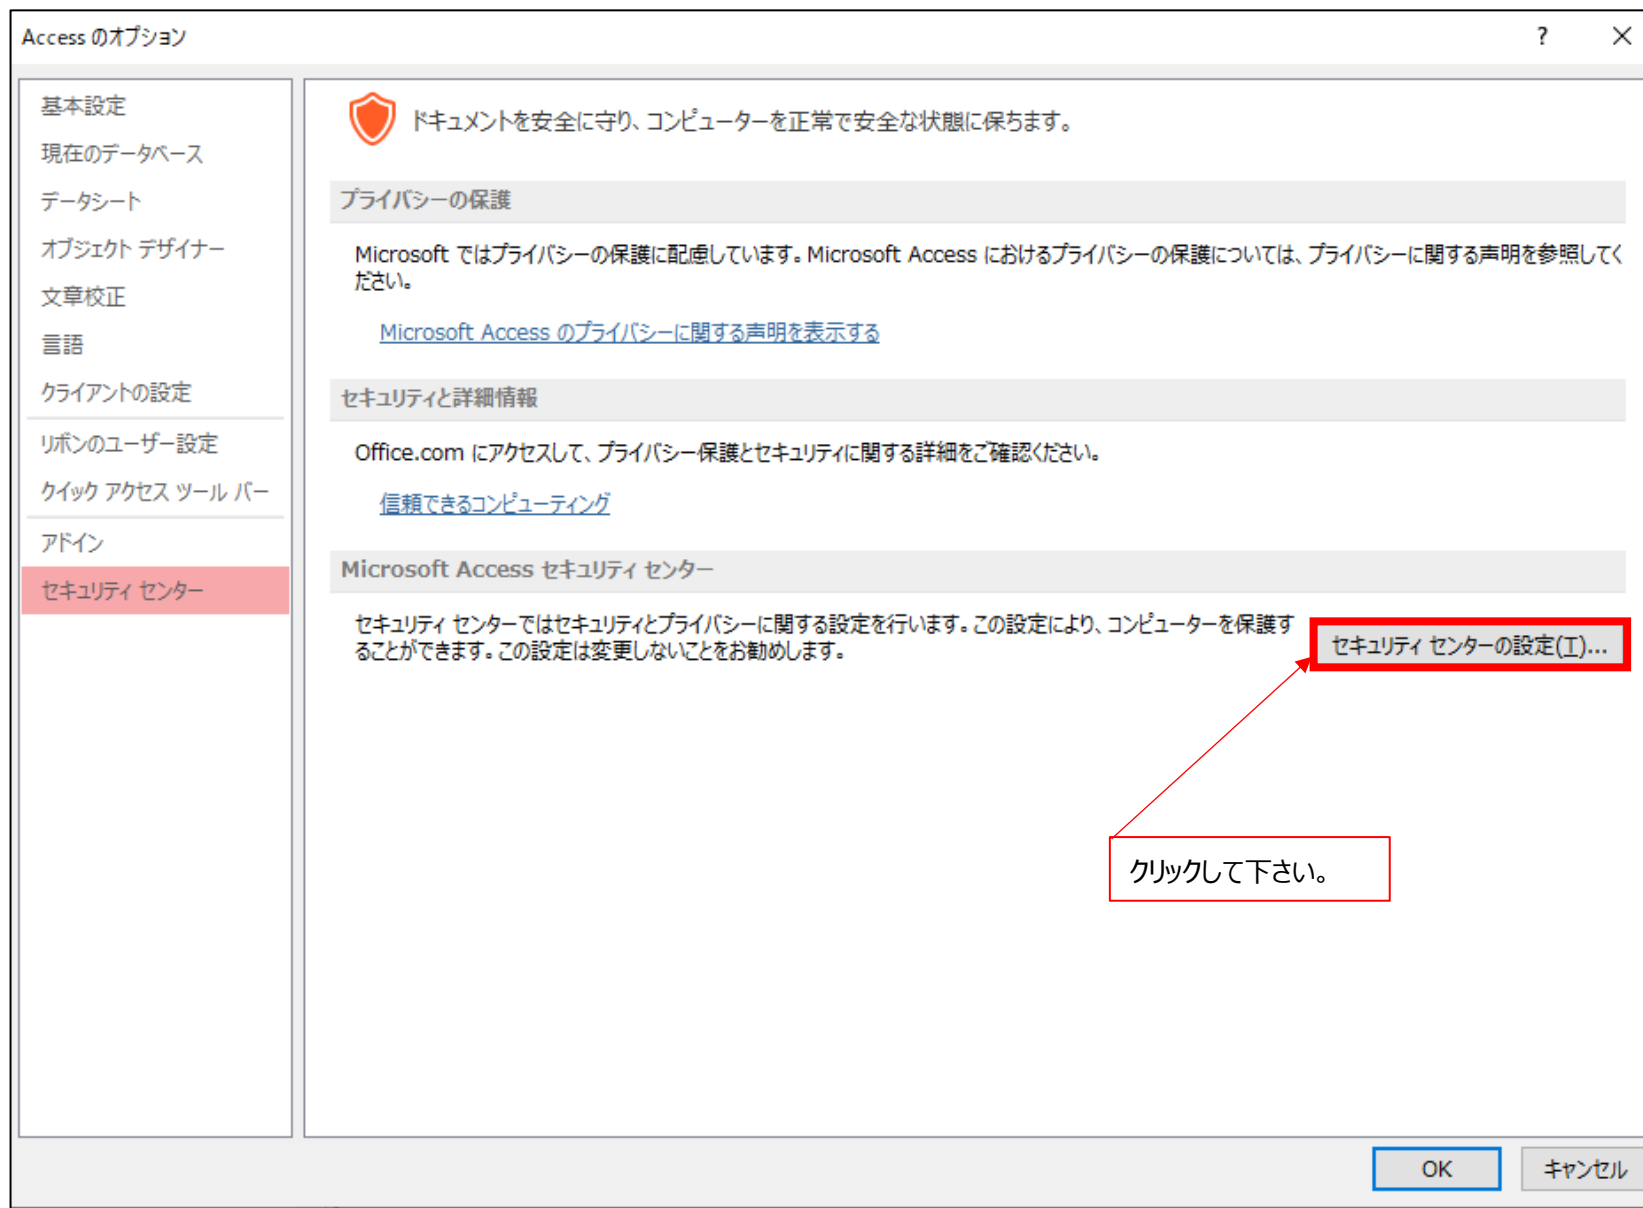 Access のオプション
?
基本設定
現在のデータベース
データシート
オブジェクト デザイナー
文章校正
言語
クライアントの設定
リボンのユーザー設定
クイック アクセス ツール バー
アドイン
セキュリティ センター
ドキュメントを安全に守り、コンピューターを正常で安全な状態に保ちます。
プライバシーの保護
Microsoft ではプライバシーの保護に配慮しています。Microsoft Access におけるプライバシーの保護については、プライバシーに関する声明を参照してく
ださい。
Microsoft Access のプライバシーに関する声明を表示する
セキュリティと詳細情報
Office.com にアクセスして、プライバシー保護とセキュリティに関する詳細をご確認ください。
信頼できるコンピューティング
Microsoft Access セキュリティ センター
セキュリティ センターではセキュリティとプライバシーに関する設定を行います。この設定により、コンピューターを保護す
ることができます。この設定は変更しないことをお勧めします。
セキュリティ センターの設定(T)...
クリックして下さい。
OK
キャンセル